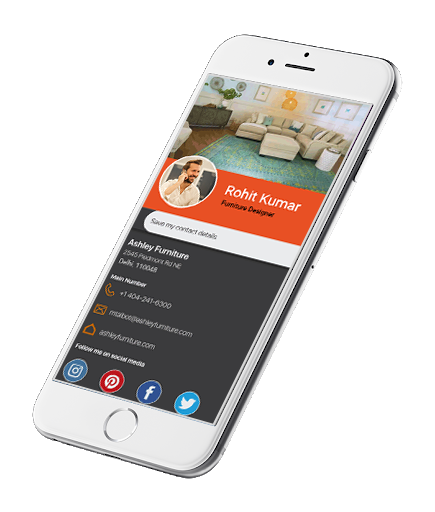 Rohit Kumar
Furniture Designer
Save my contact details
Ashley Furniture
2545 Piedmont Rd NE
Delhi, 110048
Main Number
+1 404-241-6300
mtalbot@ashleyfurniture.com
ashleyfurniture.com
Follow me on social media